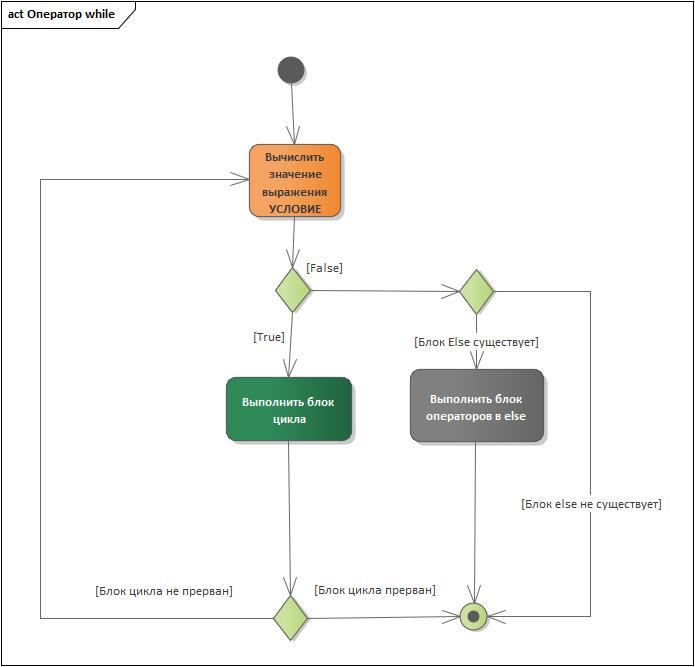 act Оператор while
Вычислить
значение
выражения
УСЛОВИЕ
[False]
[True]
[Блок Else существует]
Выполнить блок
цикла
Выполнить блок
операторов в else
[Блок else не существует]
[Блок цикла не прерван]
[Блок цикла прерван]